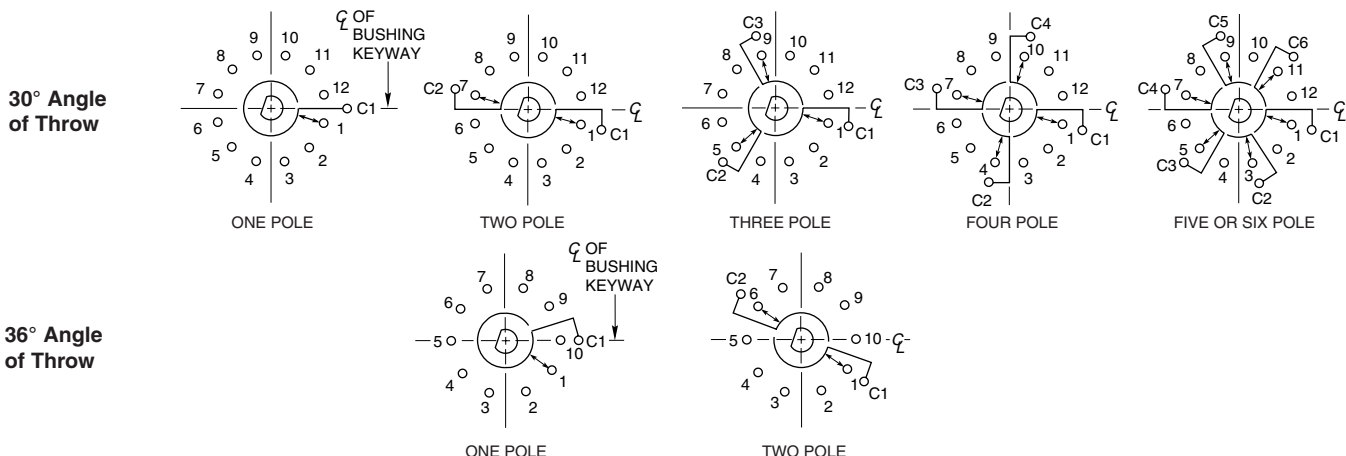 30° Angle
of Throw
℄ OF
BUSHING
KEYWAY
9 10
8 11
7 12
C1
6 1
5 2
4 3
ONE POLE
9 10
8 11
C2 7 12
℄
6 1 C1
5 2
4 3
TWO POLE
C3
9 10
8 11
7 12
℄
6 1 C1
5 2
C2 4 3
THREE POLE
C4
9 10
8 11
C3 7 12
℄
6 1 C1
5 2
4 3
C2
FOUR POLE
C5
9 10 C6
8 11
C4 7 12
℄
6 1 C1
5 2
C3 4 3
C2
FIVE OR SIX POLE
36° Angle
of Throw
℄ OF
BUSHING
KEYWAY
7 8
6 9
5 10 C1
4 1
3 2
ONE POLE
C2 7 8
6 9
5 10 ℄
4 1 C1
3 2
TWO POLE